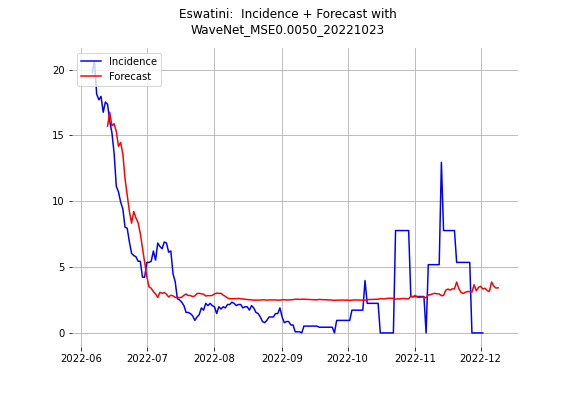 Eswatini:  Incidence + Forecast with
WaveNet_MSE0.0050_20221023
Incidence
Forecast
20
15
10
5
0
2022-06 2022-07 2022-08 2022-09 2022-10 2022-11 2022-12